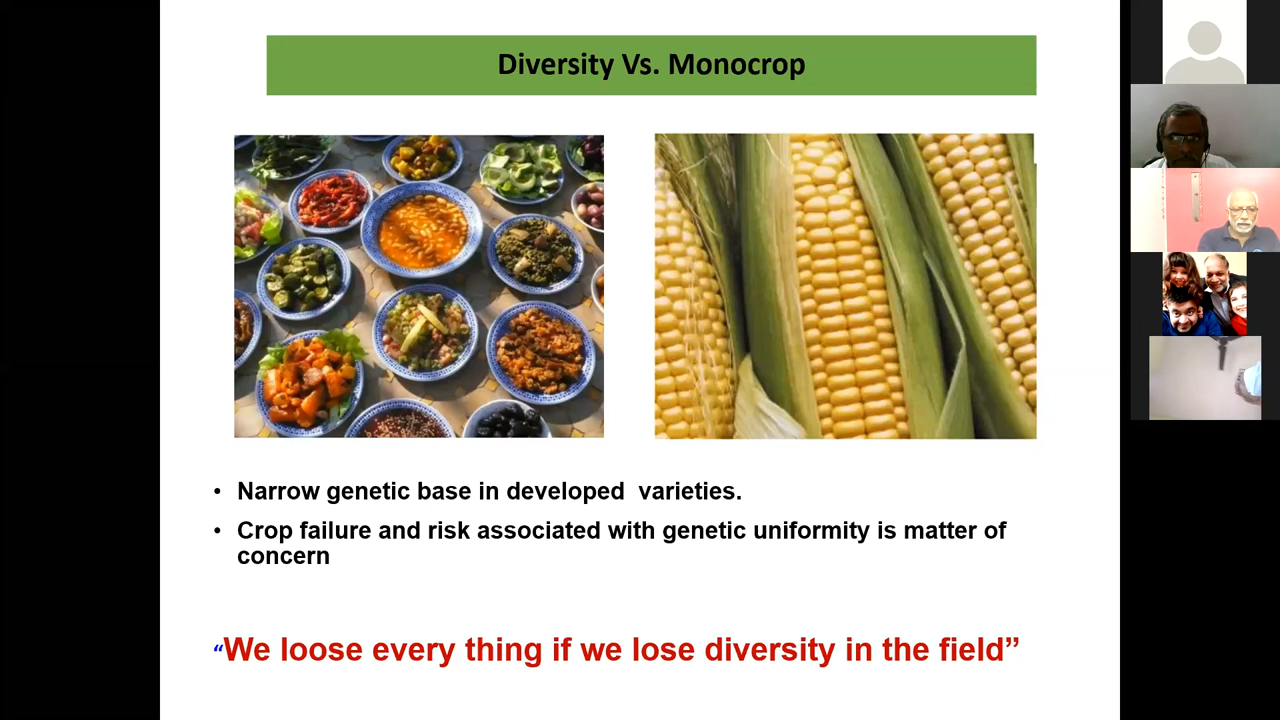 Diversity Vs. Monocrop
• Narrow genetic base in developed  varieties.
• Crop failure and risk associated with genetic uniformity is matter of
concern
“We loose every thing if we lose diversity in the field”